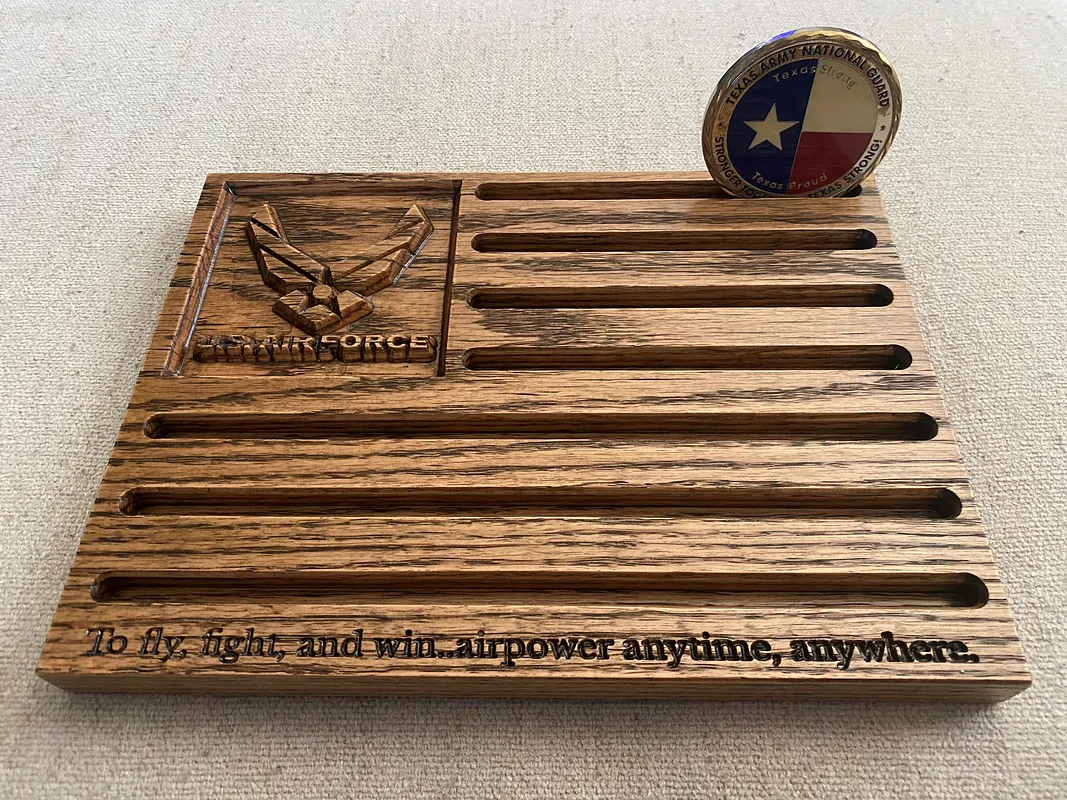 TEXAS ARMY NATIONAL GUARD
Texas Strong
Texas Proud
STRONGER TEXAS STRONG!
U.S. AIR FORCE
To fly, fight, and win..airpower anytime, anywhere.